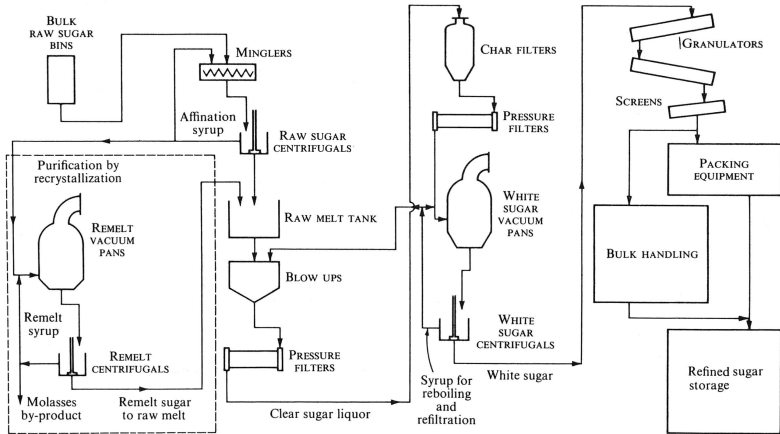 BULK
RAW SUGAR
BINS
MINGLERS
CHAR FILTERS
GRANULATORS
SCREENS
Affination
syrup
RAW SUGAR
CENTRIFUGALS
PRESSURE
FILTERS
PACKING
EQUIPMENT
Purification by
recrystallization
REMELT
VACUUM
PANS
RAW MELT TANK
WHITE
SUGAR
VACUUM
PANS
BULK HANDLING
BLOW UPS
Remelt
syrup
REMELT
CENTRIFUGALS
PRESSURE
FILTERS
WHITE
SUGAR
CENTRIFUGALS
Molasses
by-product
Remelt sugar
to raw melt
Clear sugar liquor
Syrup for
reboiling
and
refiltration
White sugar
Refined sugar
storage